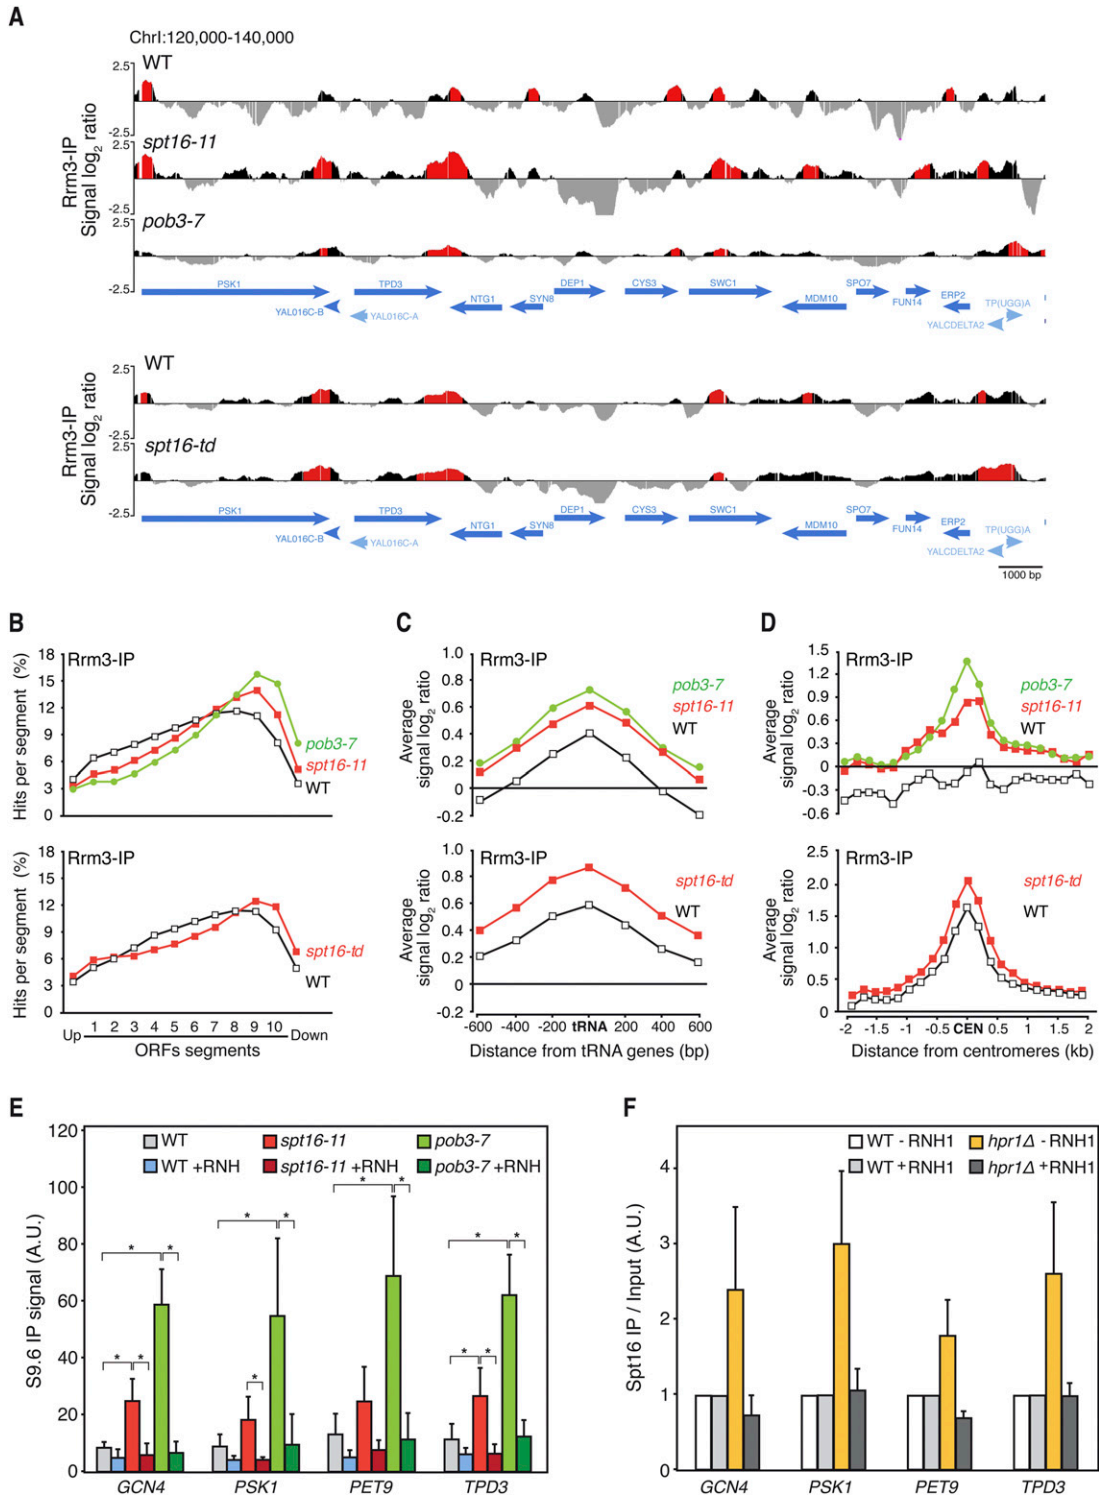 A
ChrI:120,000-140,000
WT
2.5
-2.5
spt16-11
2.5
-2.5
pob3-7
2.5
-2.5
Rrm3-IP
Signal log2 ratio
PSK1
TPD3
DEP1
CYS3
SWC1
SPO7
ERP2
TP(UGG)A
YAL016C-B
YAL016C-A
NTG1
SYN8
MDM10
FUN14
YALCDELTA2
WT
2.5
-2.5
spt16-td
2.5
-2.5
Rrm3-IP
Signal log2 ratio
PSK1
TPD3
DEP1
CYS3
SWC1
SPO7
ERP2
TP(UGG)A
YAL016C-B
YAL016C-A
NTG1
SYN8
MDM10
FUN14
YALCDELTA2
1000 bp
B
Rrm3-IP
Hits per segment (%)
18
15
12
9
6
3
0
pob3-7
spt16-11
WT
Rrm3-IP
Hits per segment (%)
18
15
12
9
6
3
0
spt16-td
WT
Up 1 2 3 4 5 6 7 8 9 10 Down
ORFs segments
C
Rrm3-IP
Average
signal log2 ratio
1.0
0.8
0.6
0.4
0.2
0
-0.2
pob3-7
spt16-11
WT
Rrm3-IP
Average
signal log2 ratio
1.0
0.8
0.6
0.4
0.2
0
-0.2
spt16-td
WT
-600 -400 -200 tRNA 200 400 600
Distance from tRNA genes (bp)
D
Rrm3-IP
Average
signal log2 ratio
1.5
1.2
0.9
0.6
0.3
0
-0.3
-0.6
pob3-7
spt16-11
WT
Rrm3-IP
Average
signal log2 ratio
2.5
2.0
1.5
1.0
0.5
0
spt16-td
WT
-2 -1.5 -1 -0.5 CEN 0.5 1 1.5 2
Distance from centromeres (kb)
E
S9.6 IP signal (A.U.)
120
100
80
60
40
20
0
WT spt16-11 pob3-7
WT +RNH spt16-11 +RNH pob3-7 +RNH
* * * * * * * * * * *
GCN4 PSK1 PET9 TPD3
F
Spt16 IP / Input (A.U.)
4
3
2
1
0
WT - RNH1 hpr1Δ - RNH1
WT +RNH1 hpr1Δ +RNH1
GCN4 PSK1 PET9 TPD3